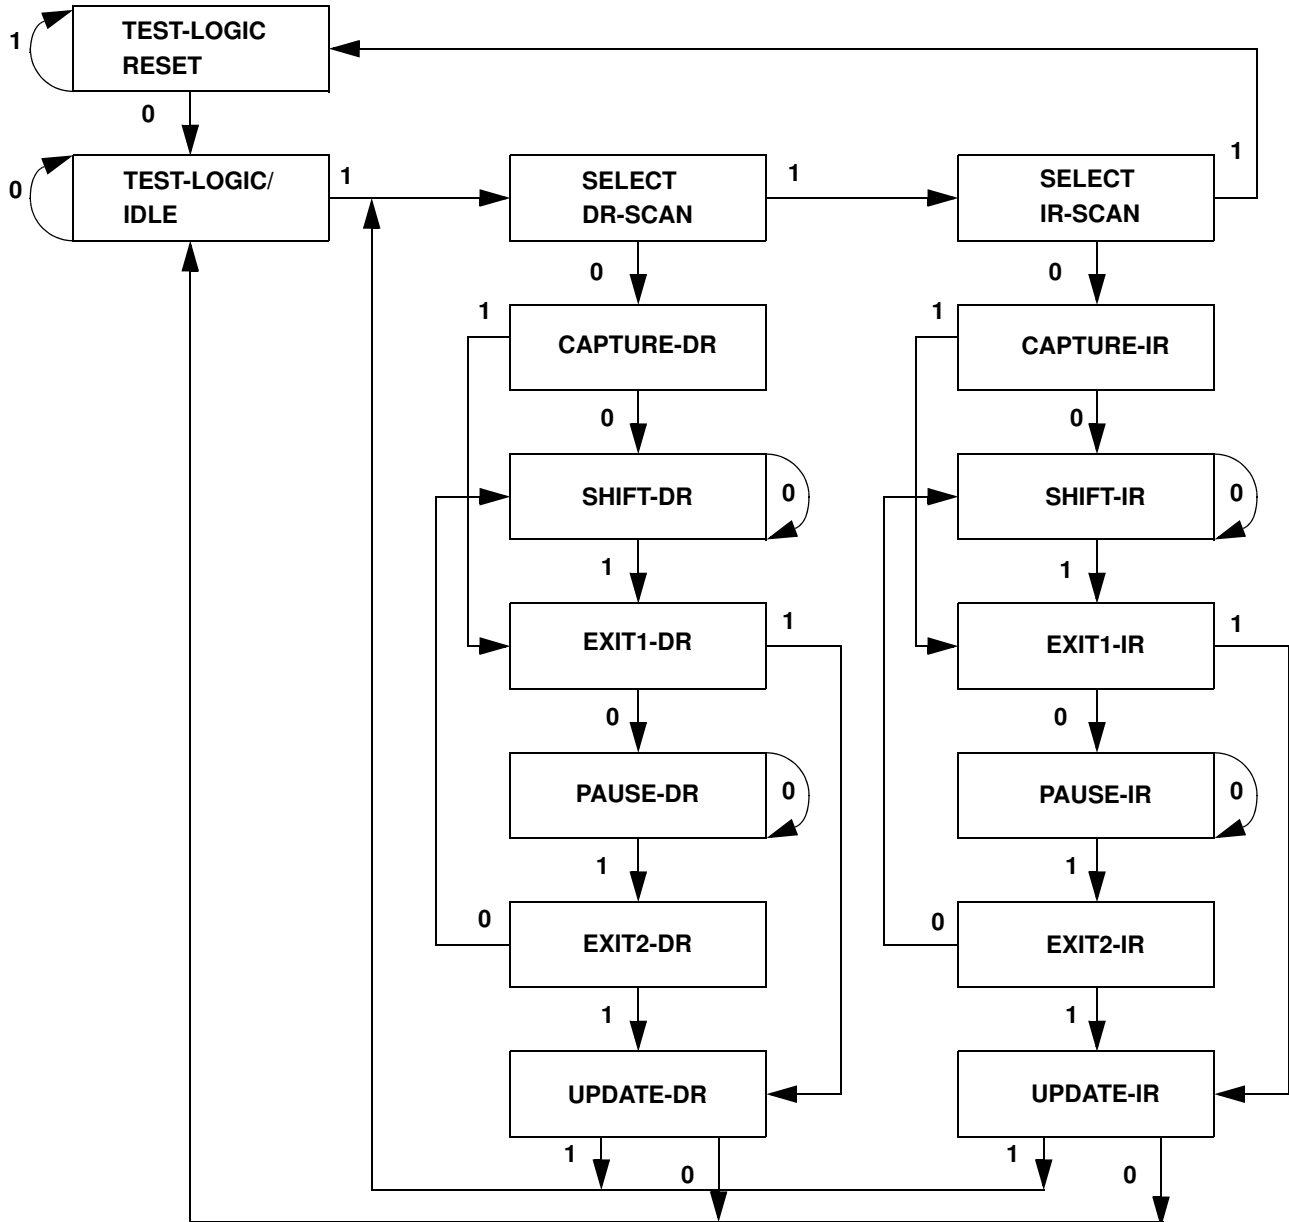 TEST-LOGIC
RESET
1
0
TEST-LOGIC/
IDLE
0
1
SELECT
DR-SCAN
1
SELECT
IR-SCAN
1
0
0
1
CAPTURE-DR
1
CAPTURE-IR
0
0
SHIFT-DR
0
SHIFT-IR
0
1
1
EXIT1-DR
1
EXIT1-IR
1
0
0
PAUSE-DR
0
PAUSE-IR
0
1
1
0
EXIT2-DR
0
EXIT2-IR
1
1
UPDATE-DR
UPDATE-IR
1
0
1
0